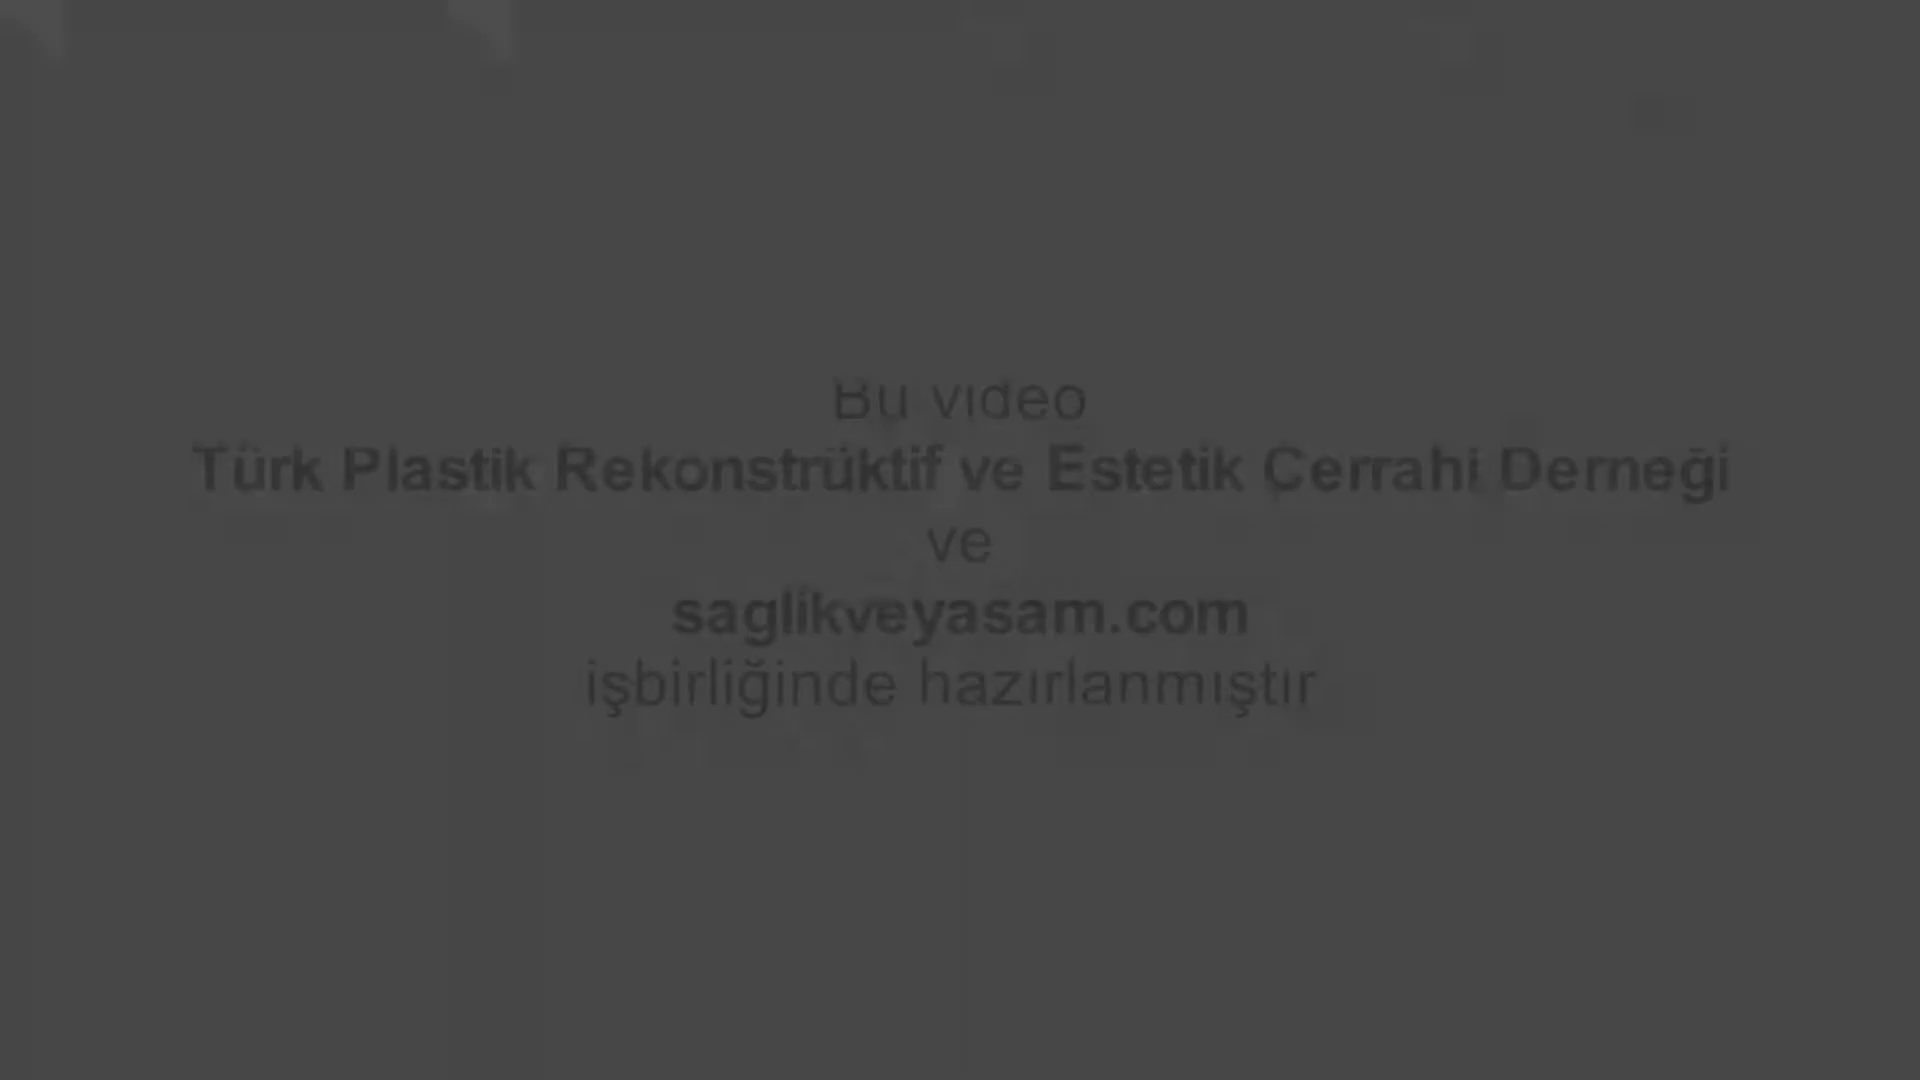 Bu video
Türk Plastik Rekonstrüktif ve Estetik Cerrahi Derneği
ve
saglikveyasam.com
işbirliğinde hazırlanmıştır